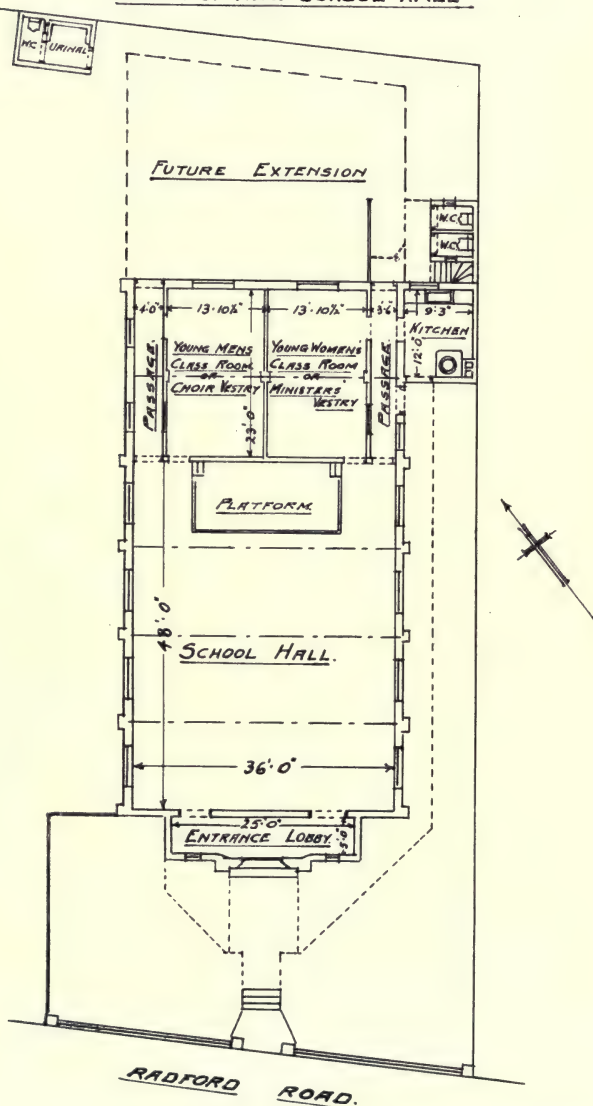 SCHOOL HALL
W.C.
URINAL
FUTURE EXTENSION
W.C.
W.C.
4'·0"
13'·10½"
13'·10½"
3'·6"
9'·3"
KITCHEN
12'·0"
PASSAGE.
YOUNG MENS
CLASS ROOM
OR
CHOIR VESTRY
23'·0"
YOUNG WOMENS
CLASS ROOM
OR
MINISTERS'
VESTRY
PASSAGE.
PLATFORM.
48'·0"
SCHOOL HALL.
36'·0"
25'·0"
ENTRANCE LOBBY.
5'·0"
RADFORD ROAD.